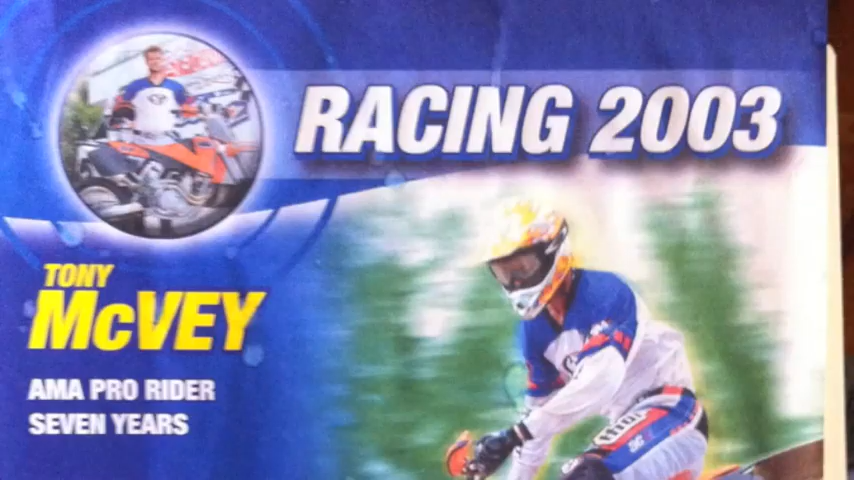 RACING 2003
TONY
McVEY
AMA PRO RIDER
SEVEN YEARS